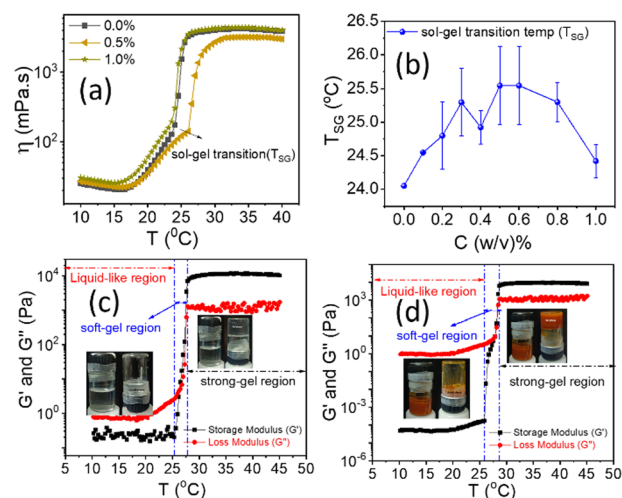 (a)
0.0%
0.5%
1.0%
sol-gel transition(T_SG)
η (mPa.s)
10³
10²
10 15 20 25 30 35 40
T (⁰C)
(b)
sol-gel transition temp (T_SG)
T_SG (⁰C)
26.0
25.5
25.0
24.5
24.0
0.0 0.2 0.4 0.6 0.8 1.0
C (w/v)%
(c)
Liquid-like region
soft-gel region
strong-gel region
Storage Modulus (G')
Loss Modulus (G'')
G' and G'' (Pa)
10⁴
10²
10⁰
5 10 15 20 25 30 35 40 45 50
T (⁰C)
(d)
Liquid-like region
soft-gel region
strong-gel region
Storage Modulus (G')
Loss Modulus (G'')
G' and G'' (Pa)
10³
10⁰
10⁻³
10⁻⁶
5 10 15 20 25 30 35 40 45 50
T (⁰C)